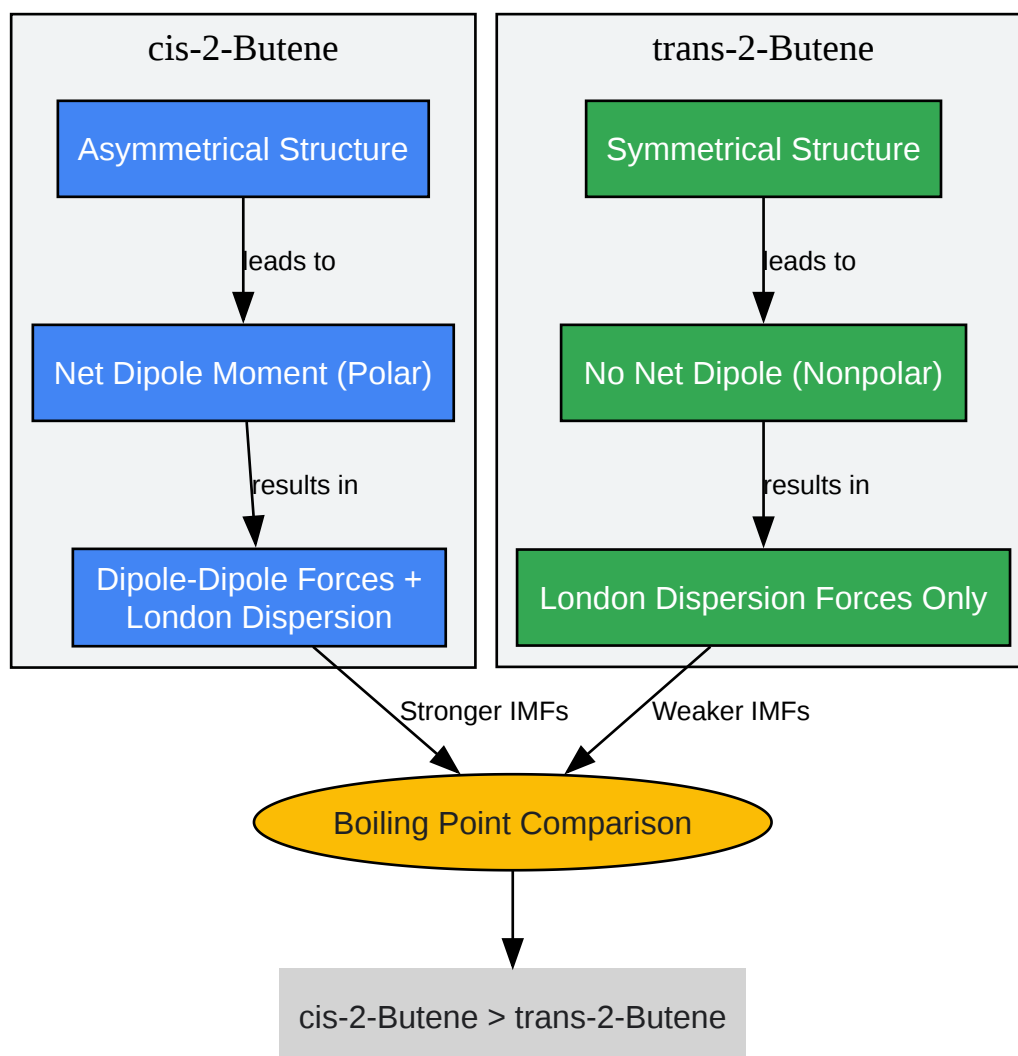 cis-2-Butene
Asymmetrical Structure
leads to
Net Dipole Moment (Polar)
results in
Dipole-Dipole Forces +
London Dispersion
trans-2-Butene
Symmetrical Structure
leads to
No Net Dipole (Nonpolar)
results in
London Dispersion Forces Only
Stronger IMFs
Weaker IMFs
Boiling Point Comparison
cis-2-Butene > trans-2-Butene